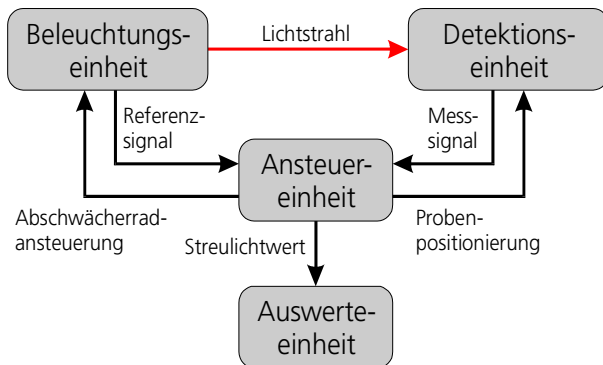 Beleuchtungs-
einheit
Lichtstrahl
Detektions-
einheit
Referenz-
signal
Mess-
signal
Ansteuer-
einheit
Abschwächerrad-
ansteuerung
Proben-
positionierung
Streulichtwert
Auswerte-
einheit